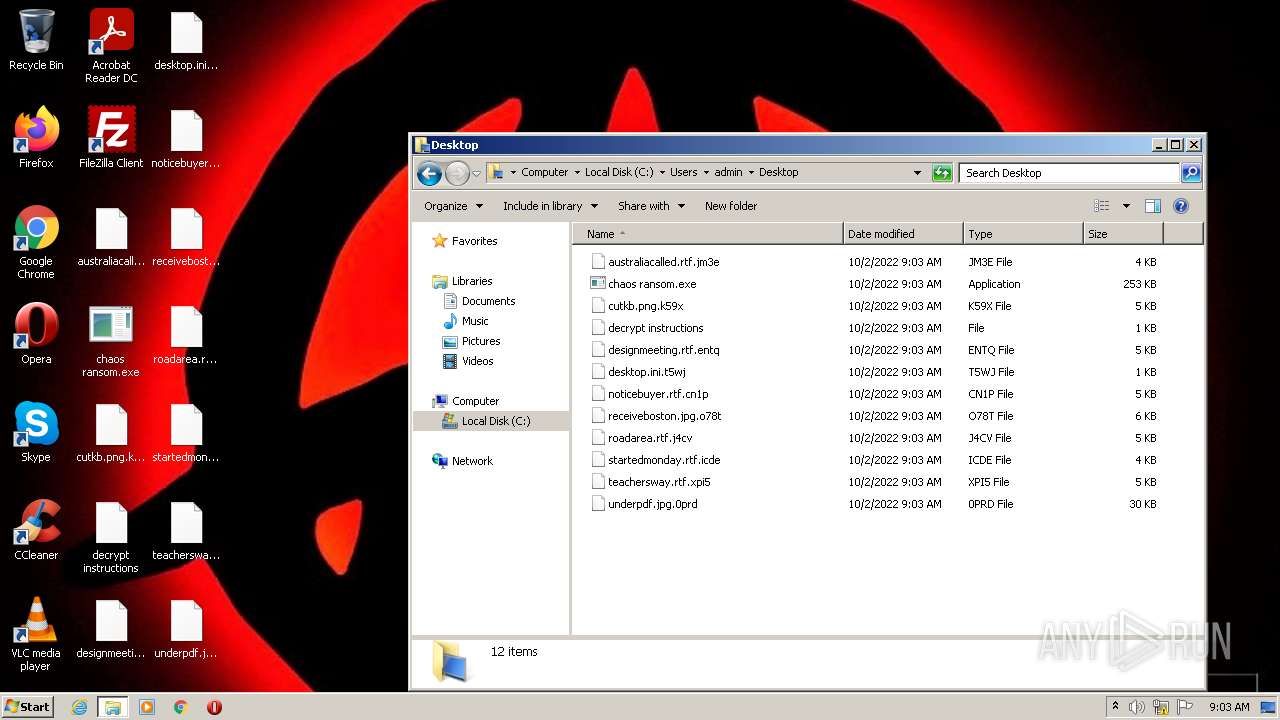 Recycle Bin
Acrobat
Reader DC
desktop.ini...
Firefox
FileZilla Client
noticebuyer...
Google
Chrome
australiacall...
receivebost...
Opera
chaos
ransom.exe
roadarea.r...
Skype
cutkb.png.k...
startedmon...
CCleaner
decrypt
instructions
teacherswa...
VLC media
player
designmeeti...
underpdf.j...
Desktop
Computer Local Disk (C:) Users admin Desktop
Search Desktop
Organize Include in library Share with New folder
Favorites
Libraries
Documents
Music
Pictures
Videos
Computer
Local Disk (C:)
Network
Name Date modified Type Size
australiacalled.rtf.jm3e 10/2/2022 9:03 AM JM3E File 4 KB
chaos ransom.exe 10/2/2022 9:03 AM Application 253 KB
cutkb.png.k59x 10/2/2022 9:03 AM K59X File 5 KB
decrypt instructions 10/2/2022 9:03 AM File 1 KB
designmeeting.rtf.entq 10/2/2022 9:03 AM ENTQ File 5 KB
desktop.ini.t5wj 10/2/2022 9:03 AM T5WJ File 1 KB
noticebuyer.rtf.cn1p 10/2/2022 9:03 AM CN1P File 5 KB
receiveboston.jpg.o78t 10/2/2022 9:03 AM O78T File 5 KB
roadarea.rtf.j4cv 10/2/2022 9:03 AM J4CV File 5 KB
startedmonday.rtf.icde 10/2/2022 9:03 AM ICDE File 4 KB
teachersway.rtf.xpi5 10/2/2022 9:03 AM XPI5 File 5 KB
underpdf.jpg.0prd 10/2/2022 9:03 AM 0PRD File 30 KB
12 items
ANY RUN
Start
9:03 AM